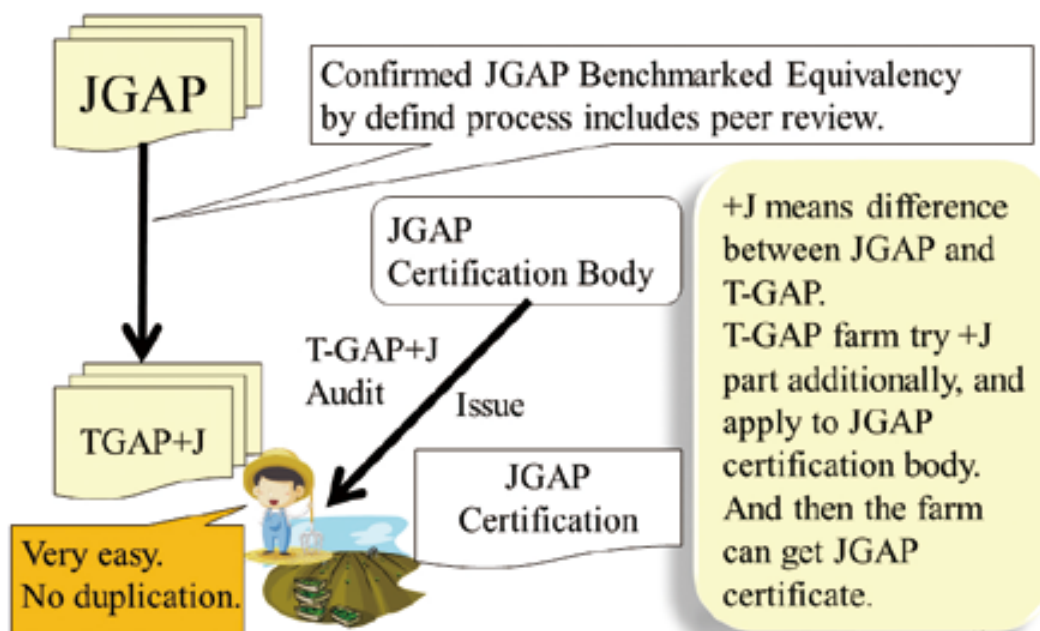 JGAP
Confirmed JGAP Benchmarked Equivalency
by defind process includes peer review.
JGAP
Certification Body
+J means difference
between JGAP and
T-GAP.
T-GAP farm try +J
part additionally, and
apply to JGAP
certification body.
And then the farm
can get JGAP
certificate.
T-GAP+J
Audit
Issue
TGAP+J
JGAP
Certification
Very easy.
No duplication.